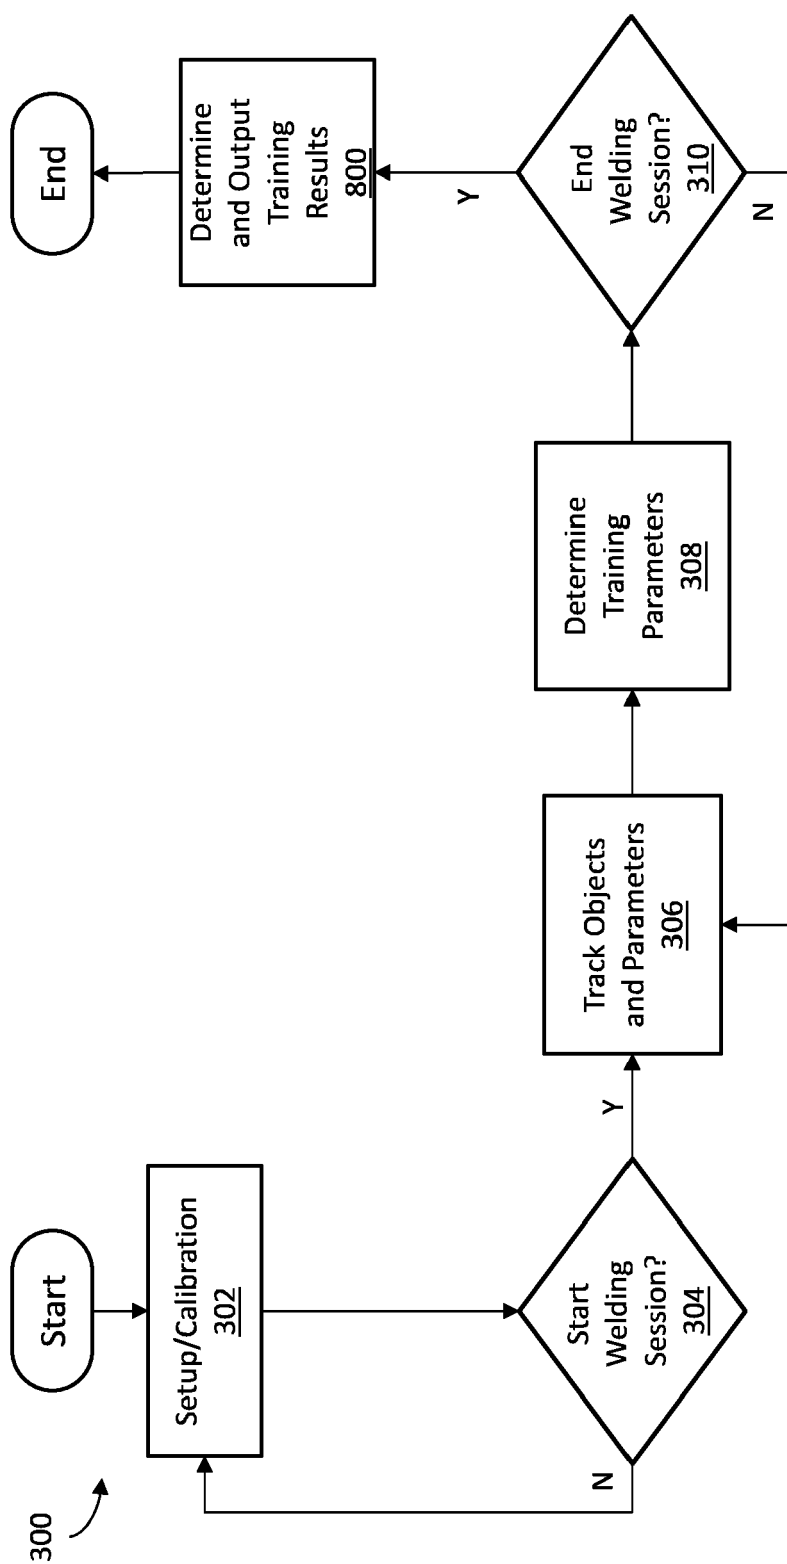 300
Start
Setup/Calibration
302
N
Start
Welding
Session?
304
Y
Track Objects
and Parameters
306
Determine
Training
Parameters
308
End
Welding
Session?
310
N
Y
Determine
and Output
Training
Results
800
End